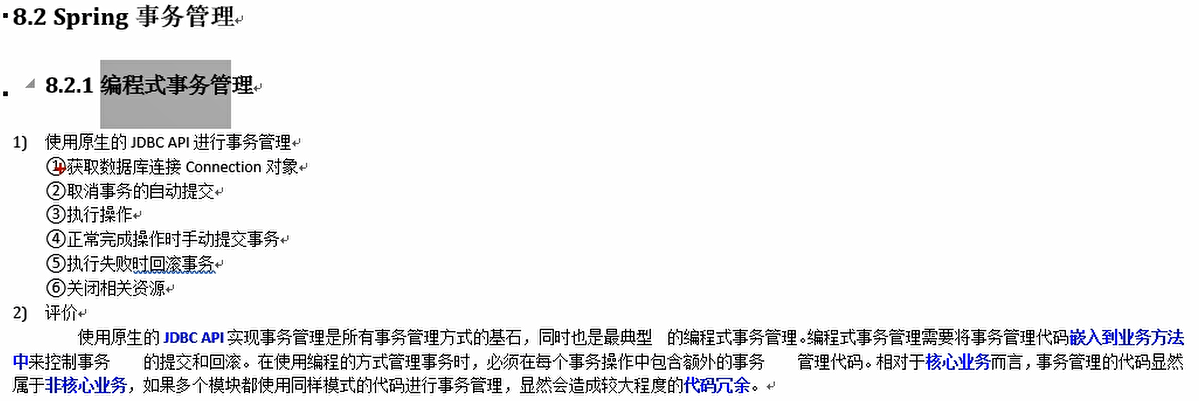 8.2 Spring 事务管理
8.2.1 编程式事务管理
1) 使用原生的 JDBC API 进行事务管理
①获取数据库连接 Connection 对象
②取消事务的自动提交
③执行操作
④正常完成操作时手动提交事务
⑤执行失败时回滚事务
⑥关闭相关资源
2) 评价
使用原生的 JDBC API 实现事务管理是所有事务管理方式的基石，同时也是最典型 的编程式事务管理。编程式事务管理需要将事务管理代码嵌入到业务方法
中来控制事务 的提交和回滚。在使用编程的方式管理事务时，必须在每个事务操作中包含额外的事务 管理代码。相对于核心业务而言，事务管理的代码显然
属于非核心业务，如果多个模块都使用同样模式的代码进行事务管理，显然会造成较大程度的代码冗余。